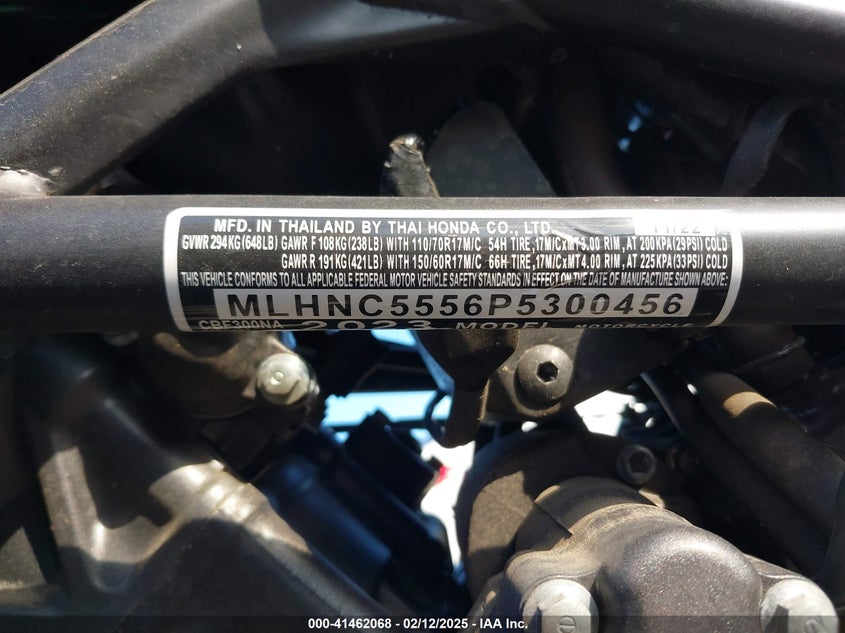 MFD. IN THAILAND BY THAI HONDA CO., LTD. 11/22
GVWR 294KG(648LB) GAWR F 108KG(238LB) WITH 110/70R17M/C 54H TIRE,17M/CxMT3.00 RIM, AT 200KPA(29PSI)COLD
GAWR R 191KG(421LB) WITH 150/60R17M/C 66H TIRE,17M/CxMT4.00 RIM, AT 225KPA(33PSI)COLD
THIS VEHICLE CONFORMS TO ALL APPLICABLE FEDERAL MOTOR VEHICLE SAFETY STANDARDS IN EFFECT ON THE DATE OF MANUFACTURE SHOWN ABOVE:
MLHNC5556P5300456
CBF300NA 2023 MODEL MOTORCYCLE
000-41462068 - 02/12/2025 - IAA Inc.